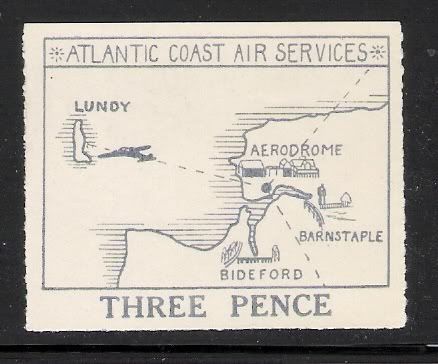 ATLANTIC COAST AIR SERVICES
LUNDY
AERODROME
BARNSTAPLE
BIDEFORD
THREE PENCE